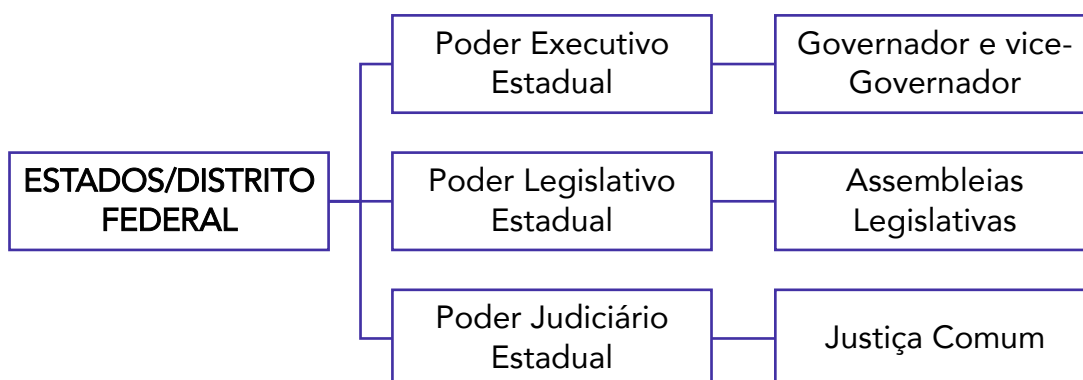 Poder Executivo
Estadual
Governador e vice-
Governador
ESTADOS/DISTRITO
FEDERAL
Poder Legislativo
Estadual
Assembleias
Legislativas
Poder Judiciário
Estadual
Justiça Comum